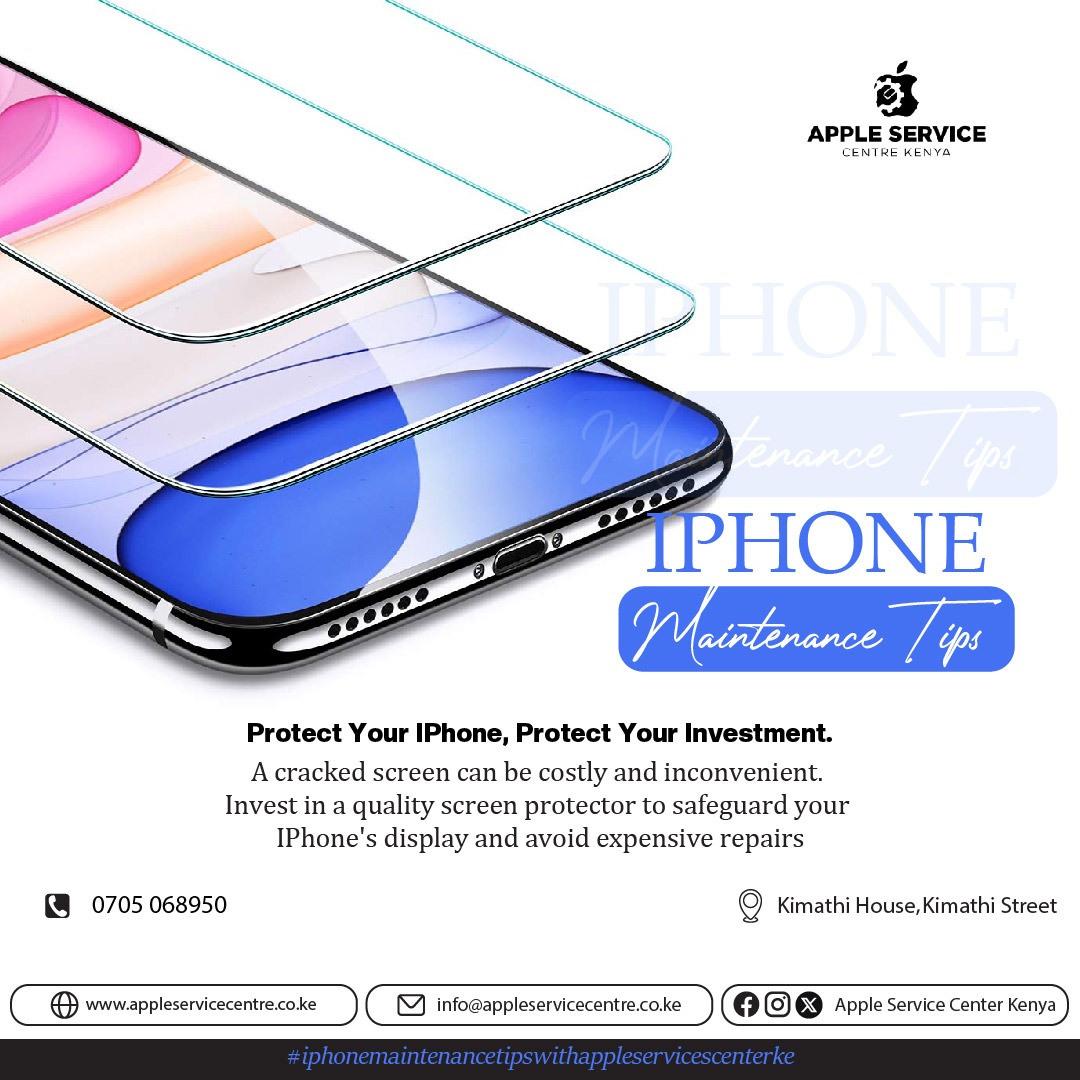 APPLE SERVICE
CENTRE KENYA
IPHONE
Maintenance Tips
IPHONE
Maintenance Tips
Protect Your IPhone, Protect Your Investment.
A cracked screen can be costly and inconvenient.
Invest in a quality screen protector to safeguard your
IPhone's display and avoid expensive repairs
0705 068950
Kimathi House,Kimathi Street
www.appleservicecentre.co.ke
info@appleservicecentre.co.ke
Apple Service Center Kenya
#iphonemaintenancetipswithappleservicescenterke